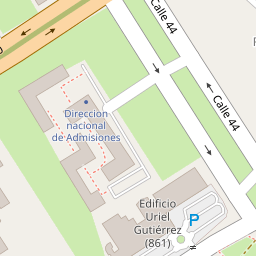 Calle 44
Calle 44
Direccion
nacional
de Admisiones
Edificio
Uriel
Gutiérrez
(861)
P